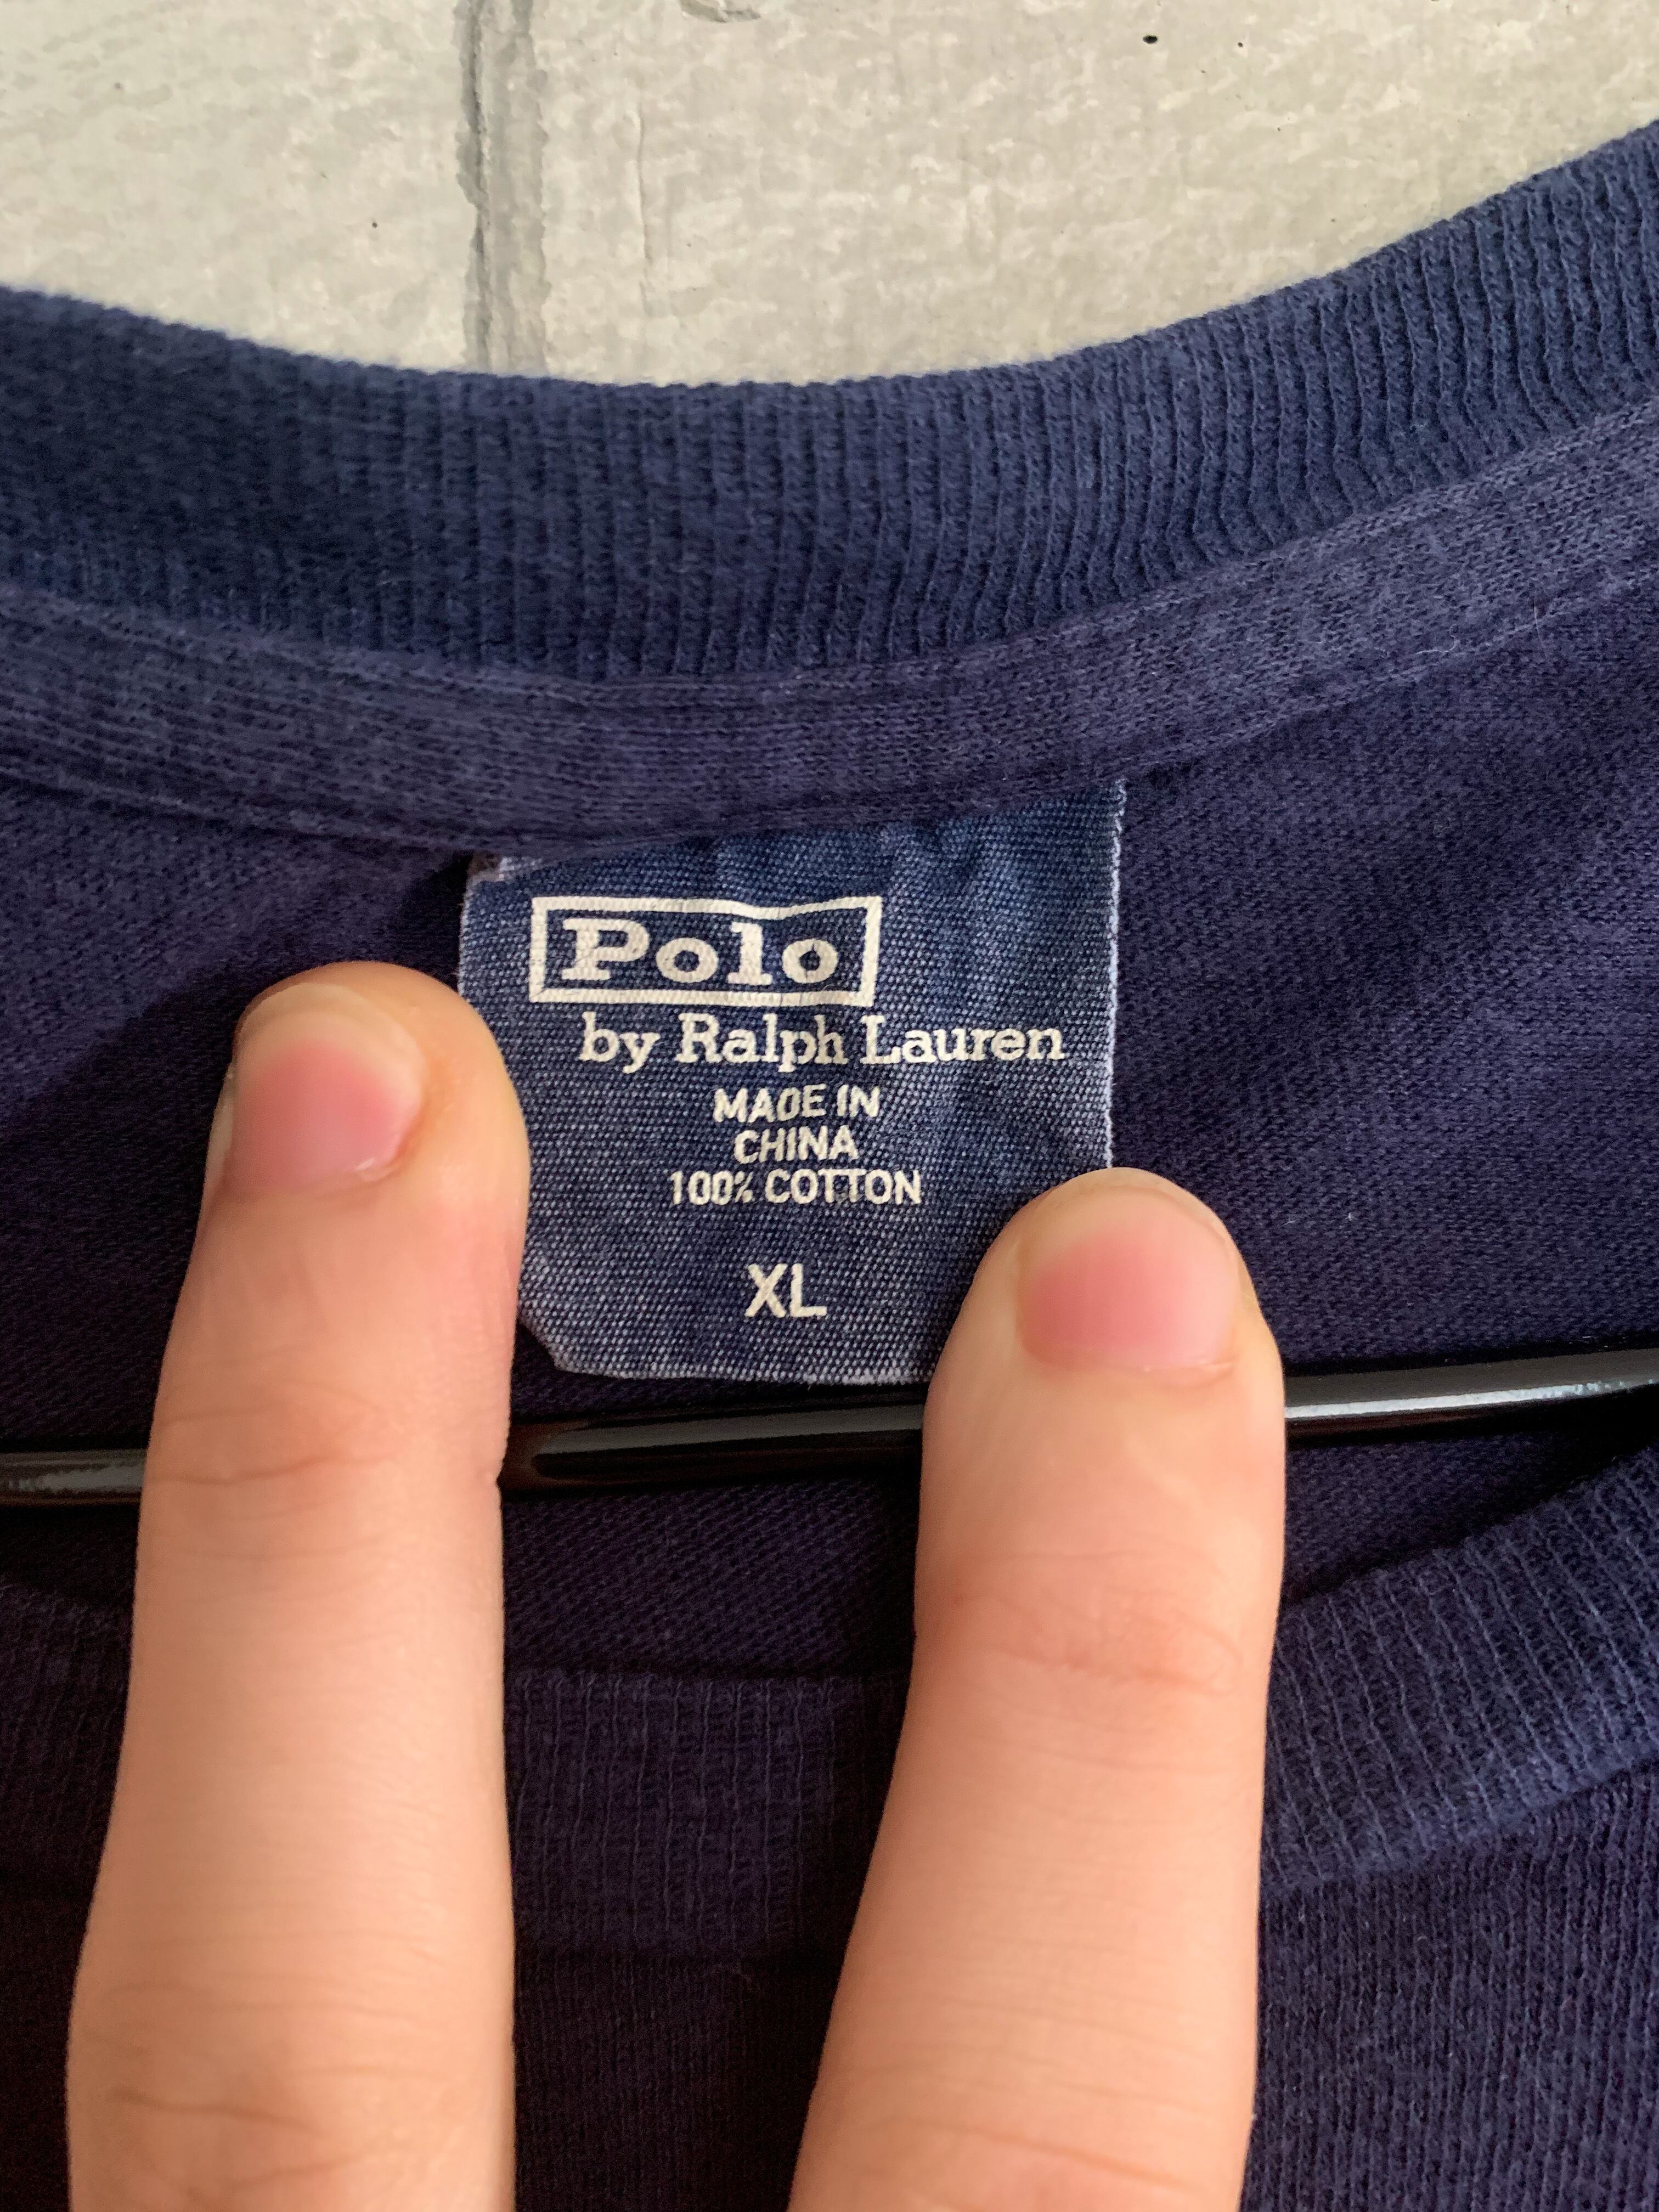 Polo
by Ralph Lauren
MADE IN
CHINA
100% COTTON
XL